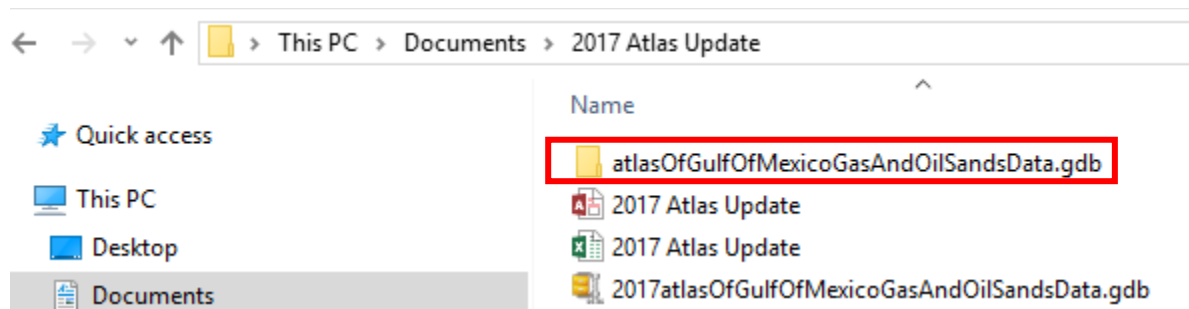 This PC > Documents > 2017 Atlas Update
Name
Quick access
atlasOfGulfOfMexicoGasAndOilSandsData.gdb
This PC
2017 Atlas Update
Desktop
2017 Atlas Update
Documents
2017atlasOfGulfOfMexicoGasAndOilSandsData.gdb